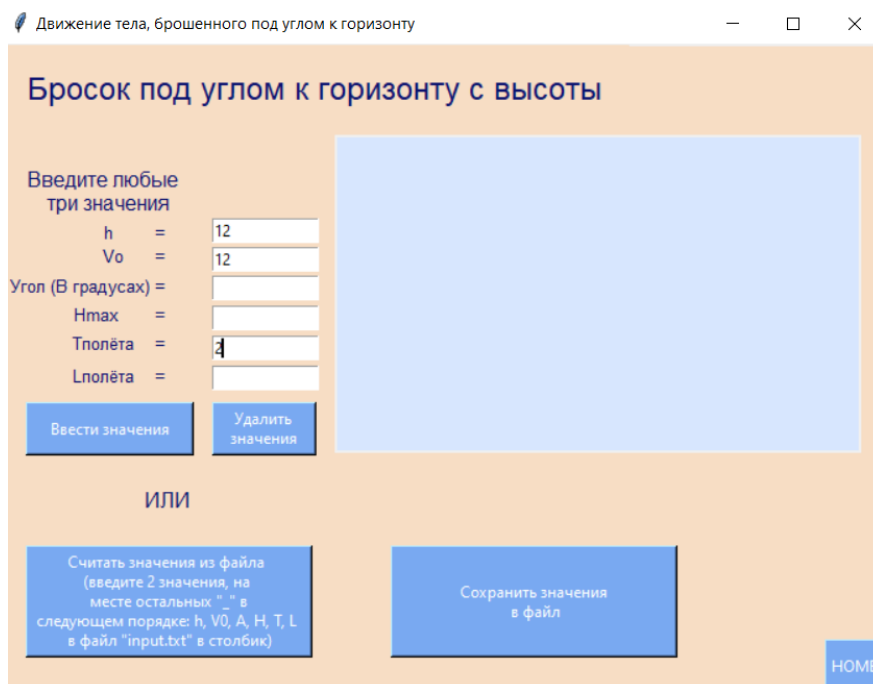 Движение тела, брошенного под углом к горизонту
Бросок под углом к горизонту с высоты
Введите любые
три значения
h = 12
Vo = 12
Угол (В градусах) =
Hmax =
Tполёта = 2
Lполёта =
Ввести значения
Удалить
значения
ИЛИ
Считать значения из файла
(введите 2 значения, на
месте остальных "_" в
следующем порядке: h, V0, A, H, T, L
в файл "input.txt" в столбик)
Сохранить значения
в файл
HOME